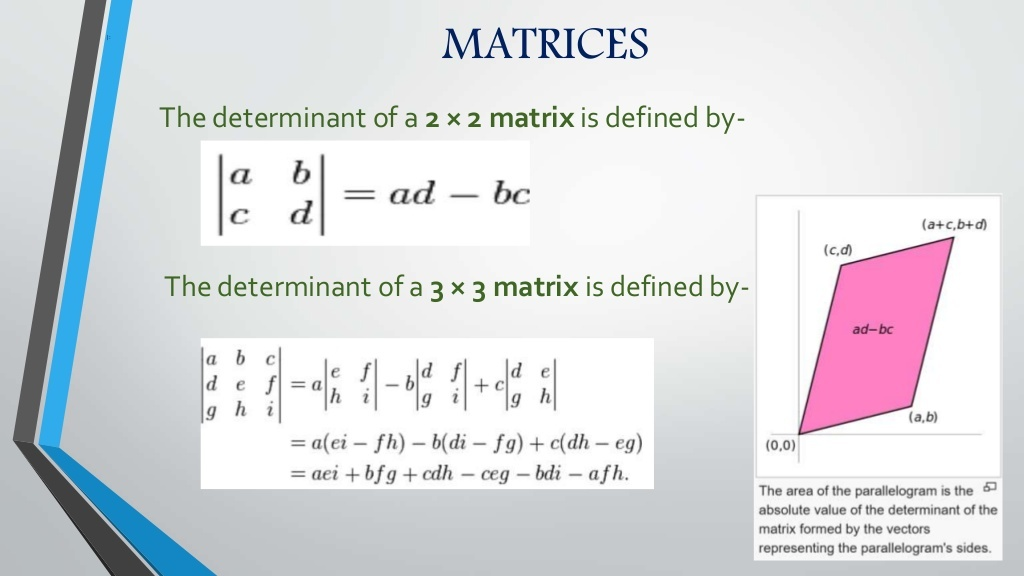 MATRICES
The determinant of a 2 × 2 matrix is defined by-
|a b|
|c d| = ad − bc
The determinant of a 3 × 3 matrix is defined by-
|a b c|
|d e f| = a|e f| − b|d f| + c|d e|
|g h i| |h i| |g i| |g h|
= a(ei − fh) − b(di − fg) + c(dh − eg)
= aei + bfg + cdh − ceg − bdi − afh.
(a+c,b+d)
(c,d)
ad−bc
(a,b)
(0,0)
The area of the parallelogram is the
absolute value of the determinant of the
matrix formed by the vectors
representing the parallelogram's sides.